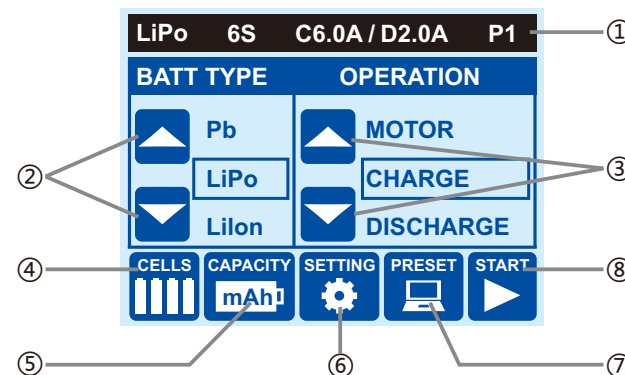 LiPo 6S C6.0A / D2.0A P1 ①
BATT TYPE OPERATION
Pb MOTOR
② LiPo CHARGE ③
LiIon DISCHARGE
④ CELLS CAPACITY SETTING PRESET START ⑧
mAh
⑤ ⑥ ⑦